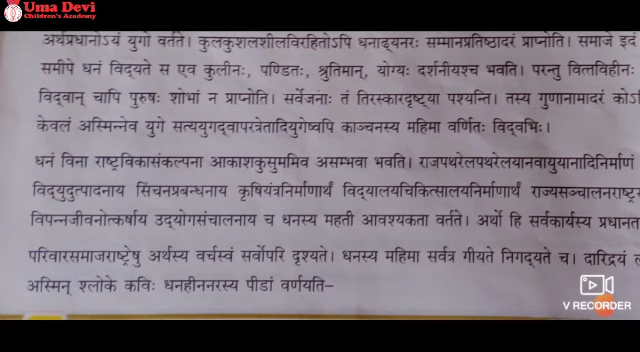 Uma Devi
Children's Academy
अर्थप्रधानोऽयं युगो वर्तते। कुलकुशलशीलविरहितोऽपि धनाढ्यनरः सम्मानप्रतिष्ठादरं प्राप्नोति। समाजे इदं
समीपे धनं विद्यते स एव कुलीनः, पण्डितः, श्रुतिमान्, योग्यः दर्शनीयश्च भवति। परन्तु वित्तविहीनः
विद्वान् चापि पुरुषः शोभां न प्राप्नोति। सर्वेजनाः तं तिरस्कारदृष्ट्या पश्यन्ति। तस्य गुणानामादरं
केवलं अस्मिन्नेव युगे सत्ययुगद्वापरत्रेतादियुगेष्वपि काञ्चनस्य महिमा वर्णितः विद्वभिः।
धनं विना राष्ट्रविकासंकल्पना आकाशकुसुममिव असम्भवा भवति। राजपथरेलपथरेलयानवायुयानादिनिर्माणं
विद्युदुत्पादनाय सिंचनप्रबन्धनाय कृषियंत्रनिर्माणार्थं विद्यालयचिकित्सालयनिर्माणार्थं
विपन्नजीवनोत्कर्षाय उद्योगसंचालनाय च धनस्य महती आवश्यकता वर्तते। अर्थो हि सर्वकार्यस्य
परिवारसमाजराष्ट्रेषु अर्थस्य वर्चस्वं सर्वोपरि दृश्यते। धनस्य महिमा सर्वत्र गीयते निगद्यते च। दारिद्रयं
अस्मिन् श्लोके कविः धनहीननरस्य पीडां वर्णयति–
V RECORDER